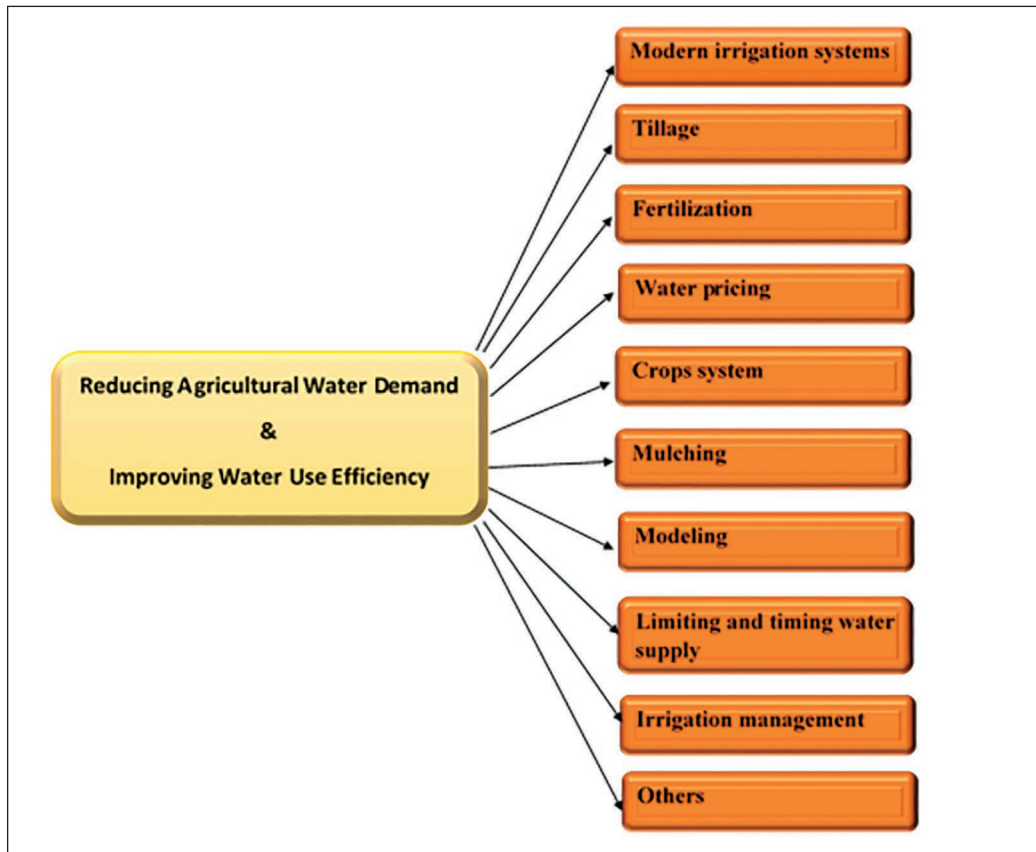 Reducing Agricultural Water Demand
&
Improving Water Use Efficiency
Modern irrigation systems
Tillage
Fertilization
Water pricing
Crops system
Mulching
Modeling
Limiting and timing water
supply
Irrigation management
Others